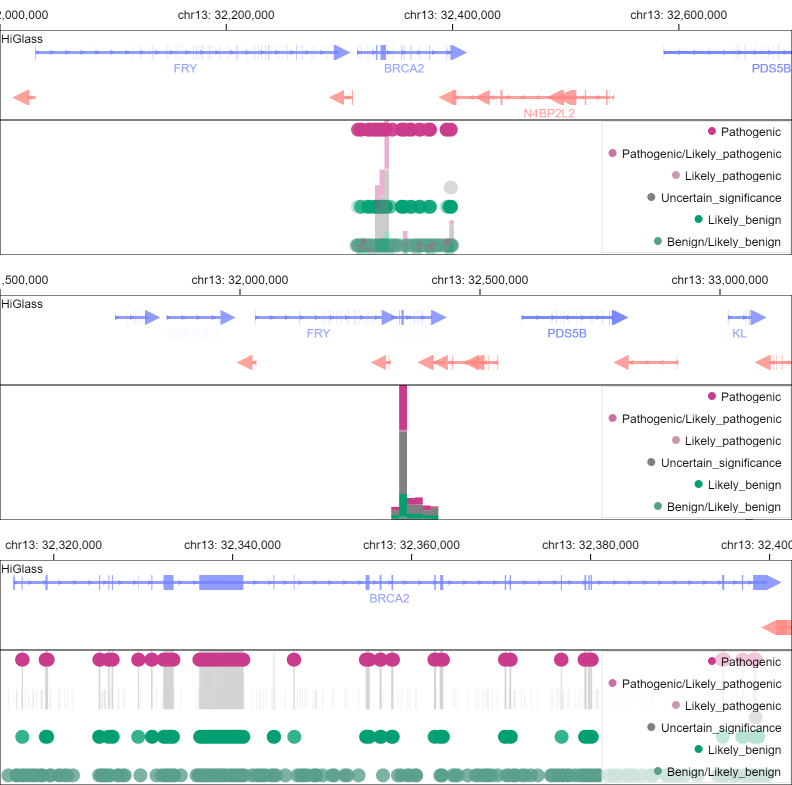 2,000,000 chr13: 32,200,000 chr13: 32,400,000 chr13: 32,600,000
HiGlass
FRY BRCA2 PDS5B
N4BP2L2
Pathogenic
Pathogenic/Likely_pathogenic
Likely_pathogenic
Uncertain_significance
Likely_benign
Benign/Likely_benign
,500,000 chr13: 32,000,000 chr13: 32,500,000 chr13: 33,000,000
HiGlass
FRY PDS5B KL
Pathogenic
Pathogenic/Likely_pathogenic
Likely_pathogenic
Uncertain_significance
Likely_benign
Benign/Likely_benign
chr13: 32,320,000 chr13: 32,340,000 chr13: 32,360,000 chr13: 32,380,000 chr13: 32,400
HiGlass
BRCA2
Pathogenic
Pathogenic/Likely_pathogenic
Likely_pathogenic
Uncertain_significance
Likely_benign
Benign/Likely_benign